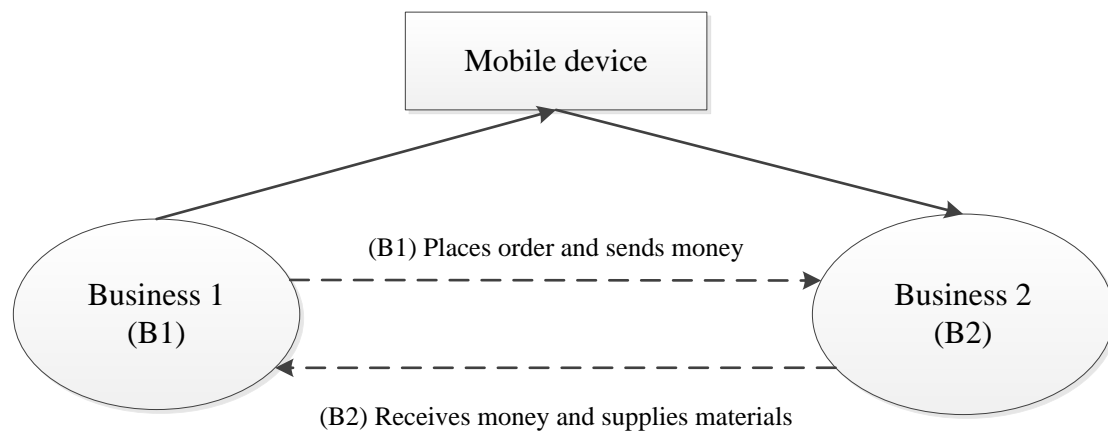 Mobile device
(B1) Places order and sends money
Business 1
(B1)
Business 2
(B2)
(B2) Receives money and supplies materials